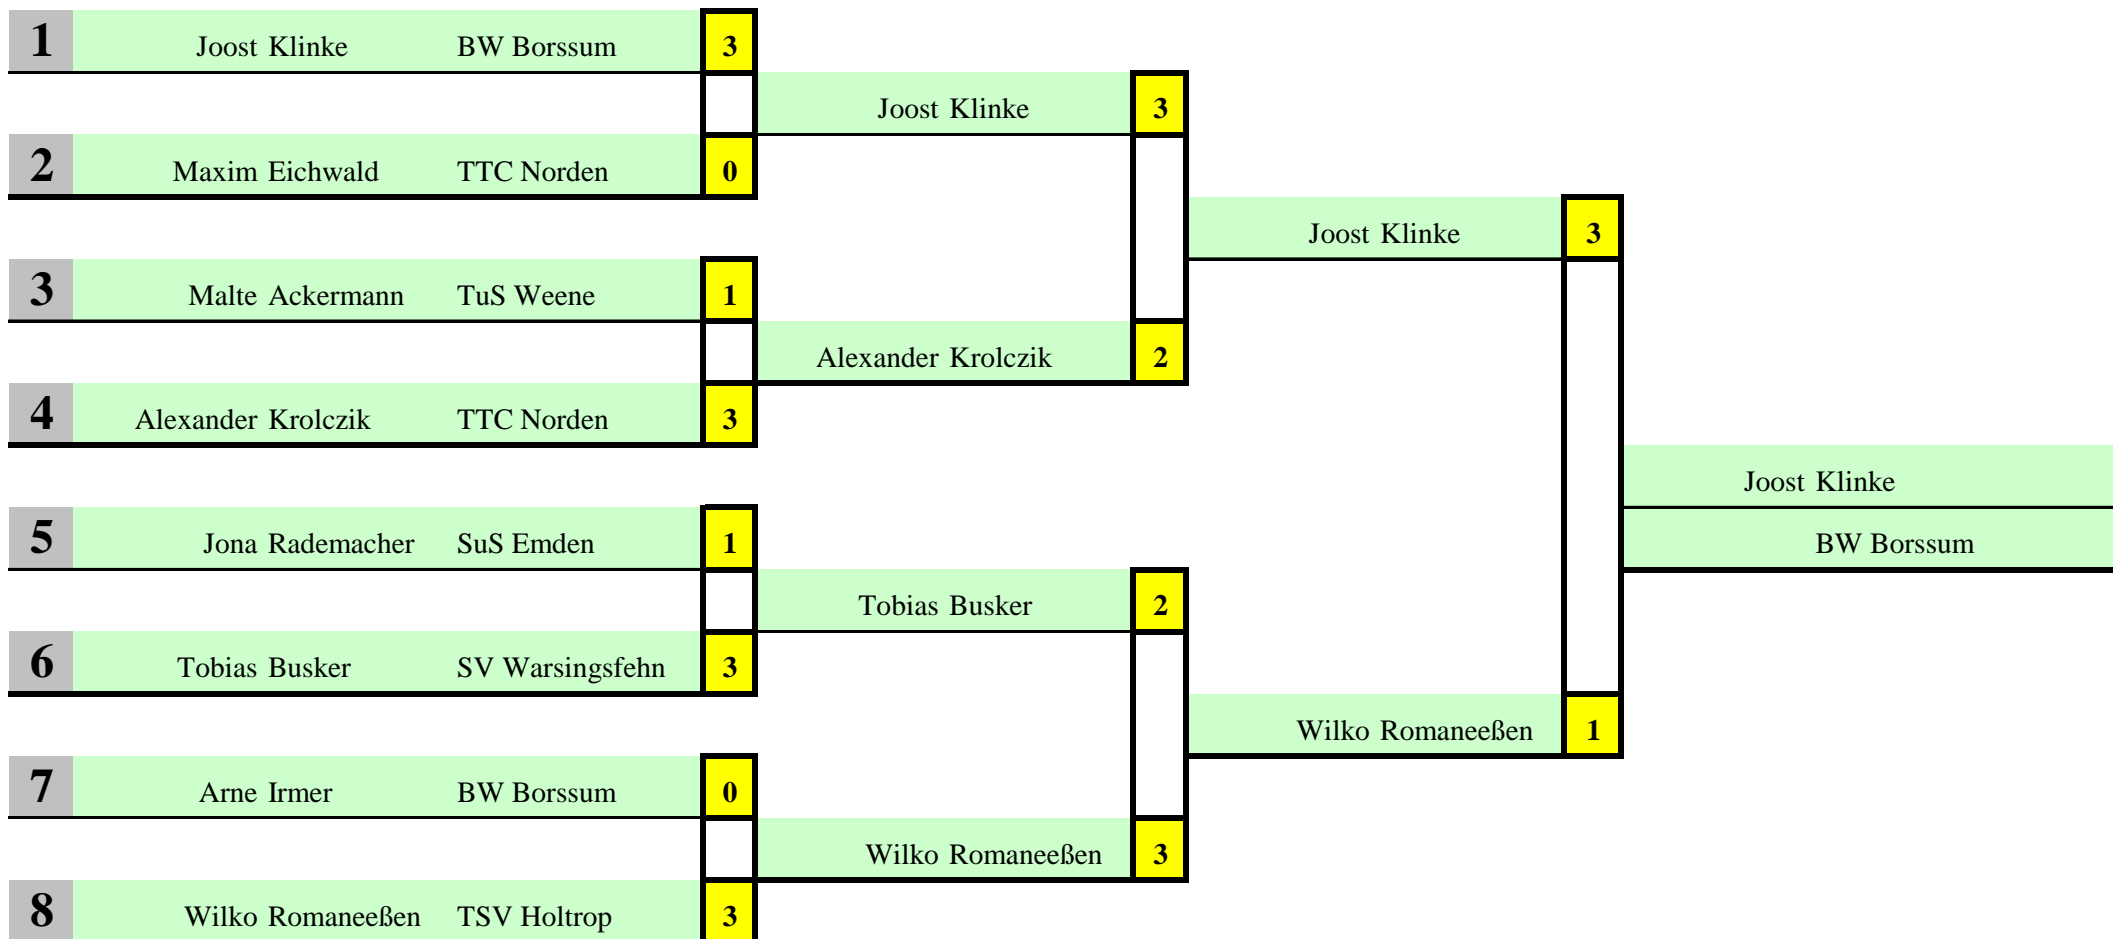 1 Joost Klinke BW Borssum 3
Joost Klinke 3
2 Maxim Eichwald TTC Norden 0
Joost Klinke 3
3 Malte Ackermann TuS Weene 1
Alexander Krolczik 2
4 Alexander Krolczik TTC Norden 3
Joost Klinke
5 Jona Rademacher SuS Emden 1
BW Borssum
Tobias Busker 2
6 Tobias Busker SV Warsingsfehn 3
Wilko Romaneeßen 1
7 Arne Irmer BW Borssum 0
Wilko Romaneeßen 3
8 Wilko Romaneeßen TSV Holtrop 3